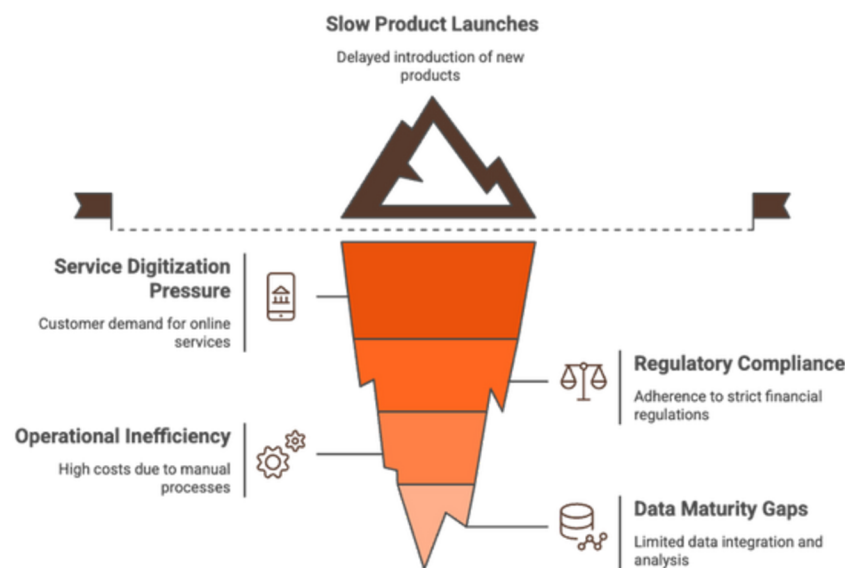 Slow Product Launches
Delayed introduction of new
products
Service Digitization
Pressure
Customer demand for online
services
Regulatory Compliance
Adherence to strict financial
regulations
Operational Inefficiency
High costs due to manual
processes
Data Maturity Gaps
Limited data integration and
analysis